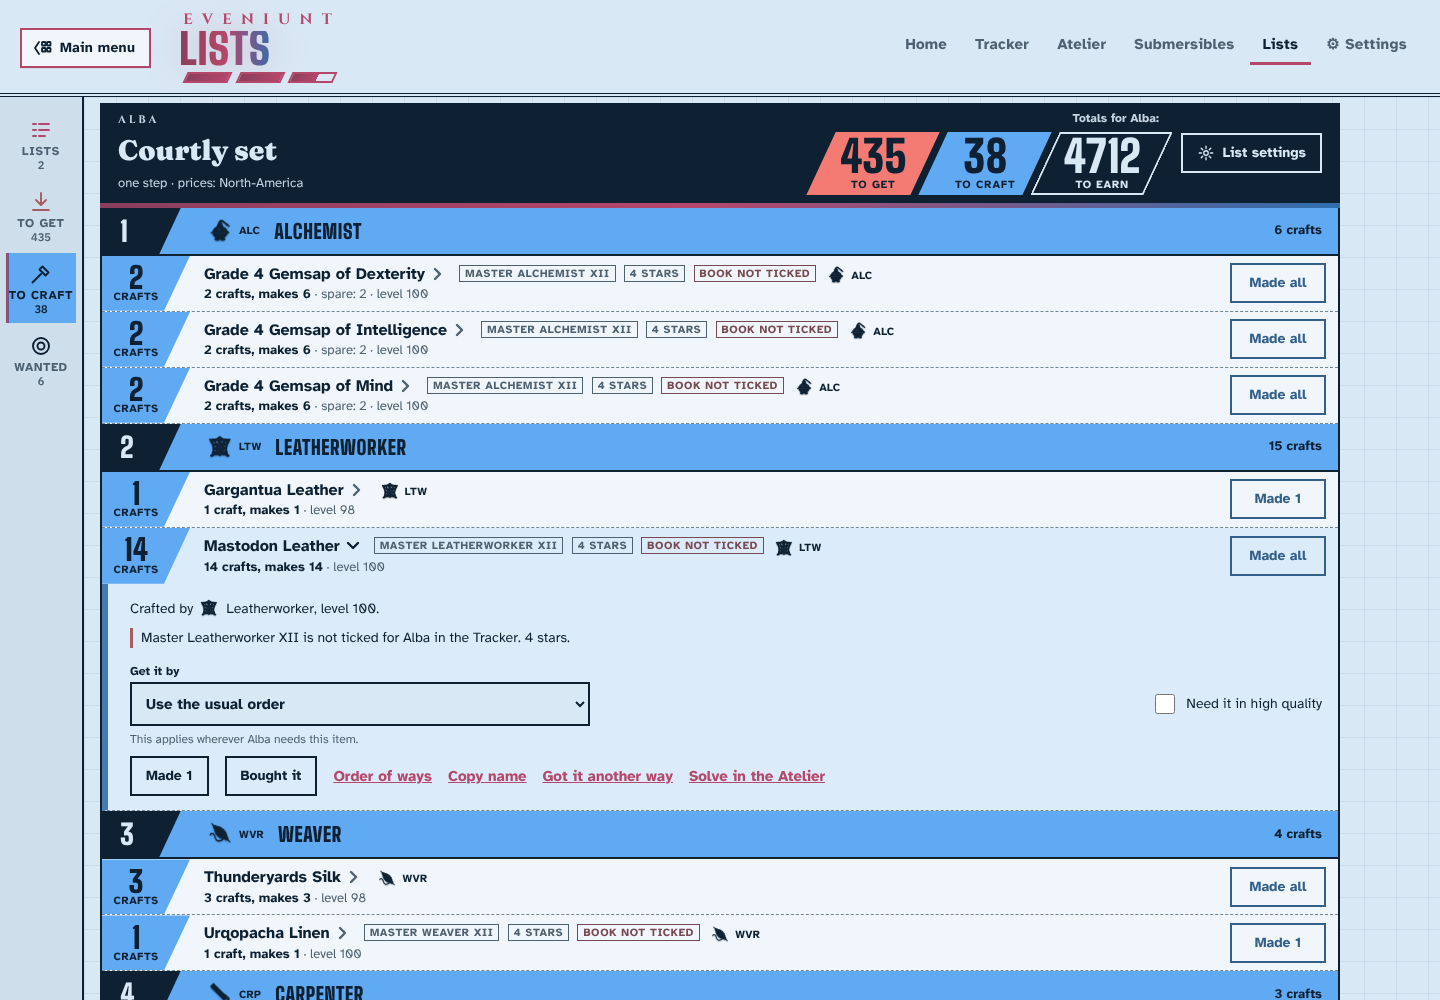 Main menu
EVENIUNT
LISTS
Home Tracker Atelier Submersibles Lists Settings
LISTS
2
TO GET
435
TO CRAFT
38
WANTED
6
ALBA
Courtly set
one step · prices: North-America
Totals for Alba:
435
TO GET
38
TO CRAFT
4712
TO EARN
List settings
1 ALC ALCHEMIST 6 crafts
2 CRAFTS
Grade 4 Gemsap of Dexterity MASTER ALCHEMIST XII 4 STARS BOOK NOT TICKED ALC
2 crafts, makes 6 · spare: 2 · level 100
Made all
2 CRAFTS
Grade 4 Gemsap of Intelligence MASTER ALCHEMIST XII 4 STARS BOOK NOT TICKED ALC
2 crafts, makes 6 · spare: 2 · level 100
Made all
2 CRAFTS
Grade 4 Gemsap of Mind MASTER ALCHEMIST XII 4 STARS BOOK NOT TICKED ALC
2 crafts, makes 6 · spare: 2 · level 100
Made all
2 LTW LEATHERWORKER 15 crafts
1 CRAFTS
Gargantua Leather LTW
1 craft, makes 1 · level 98
Made 1
14 CRAFTS
Mastodon Leather MASTER LEATHERWORKER XII 4 STARS BOOK NOT TICKED LTW
14 crafts, makes 14 · level 100
Made all
Crafted by Leatherworker, level 100.
Master Leatherworker XII is not ticked for Alba in the Tracker. 4 stars.
Get it by
Use the usual order
Need it in high quality
This applies wherever Alba needs this item.
Made 1 Bought it Order of ways Copy name Got it another way Solve in the Atelier
3 WVR WEAVER 4 crafts
3 CRAFTS
Thunderyards Silk WVR
3 crafts, makes 3 · level 98
Made all
1 CRAFTS
Urqopacha Linen MASTER WEAVER XII 4 STARS BOOK NOT TICKED WVR
1 craft, makes 1 · level 100
Made 1
4 CRP CARPENTER 3 crafts